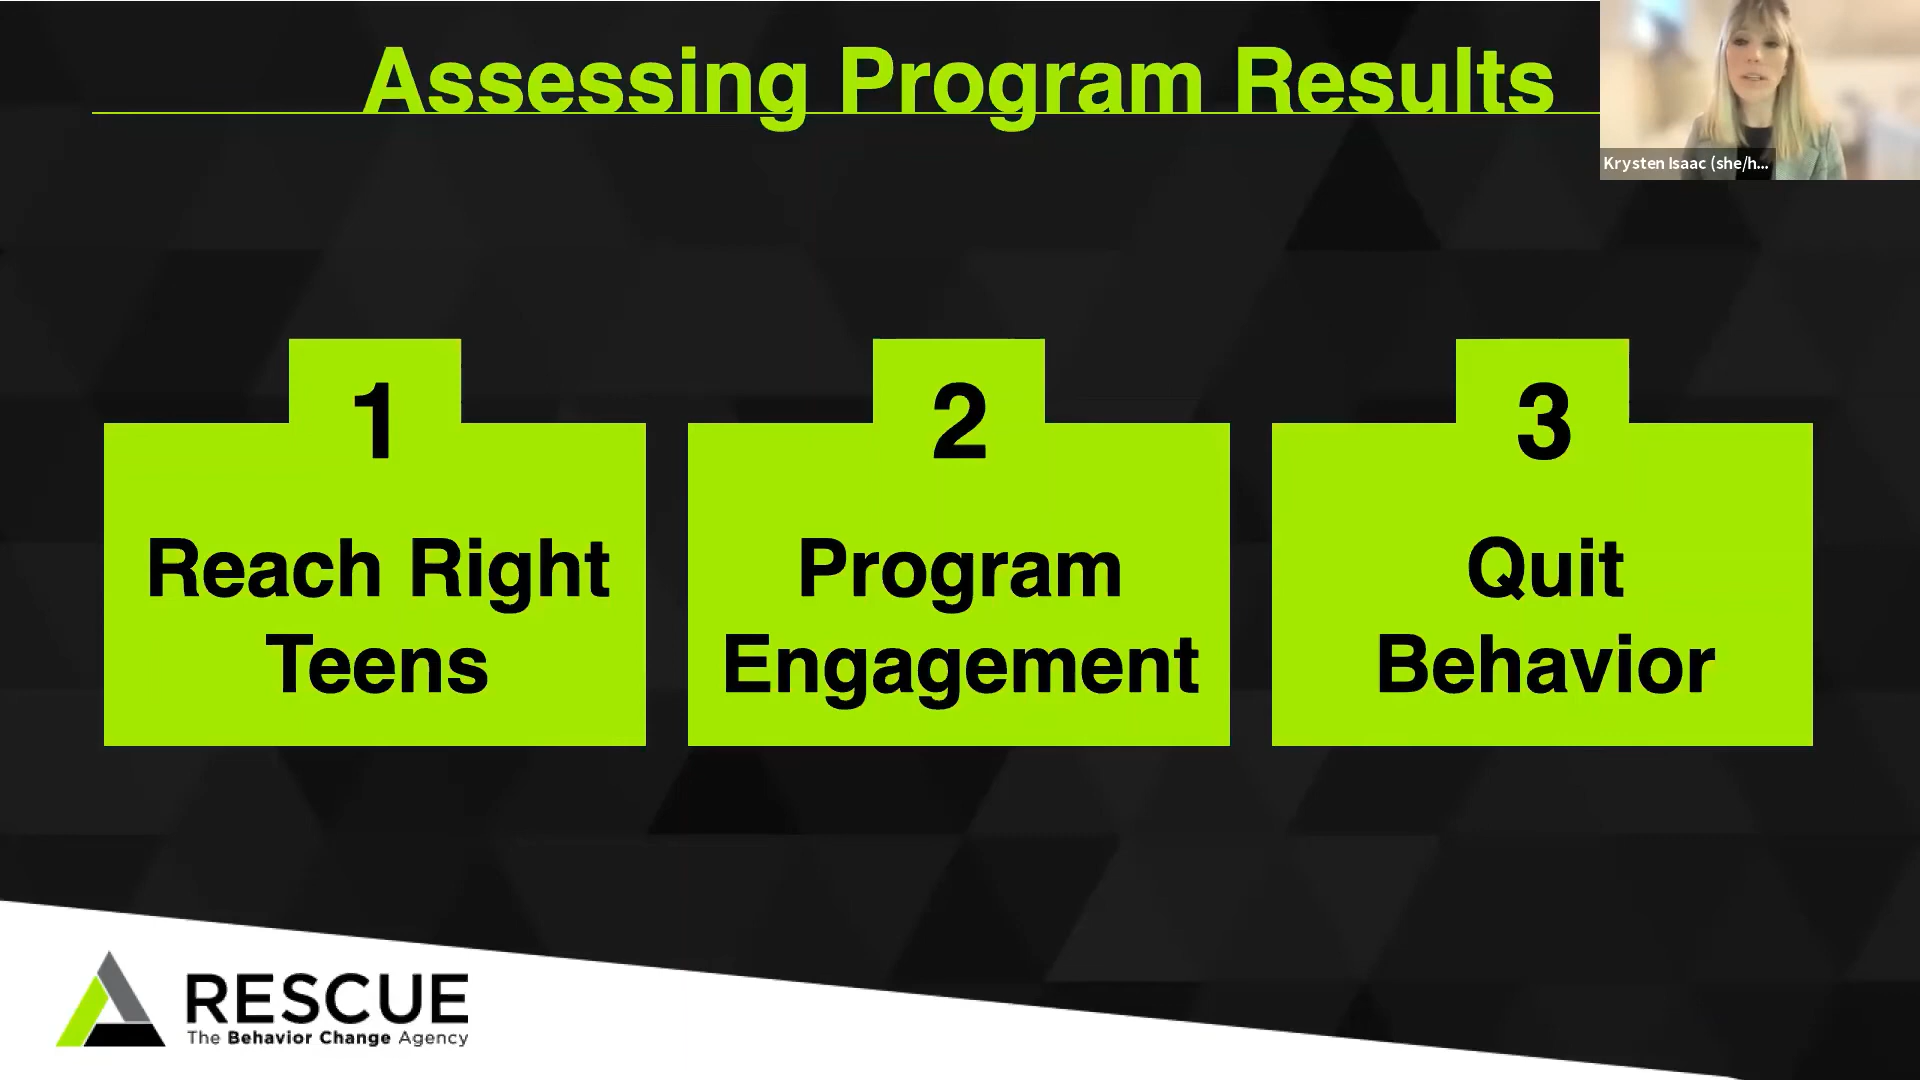 Assessing Program Results
Krysten Isaac (she/h...
1
Reach Right
Teens
2
Program
Engagement
3
Quit
Behavior
RESCUE
The Behavior Change Agency